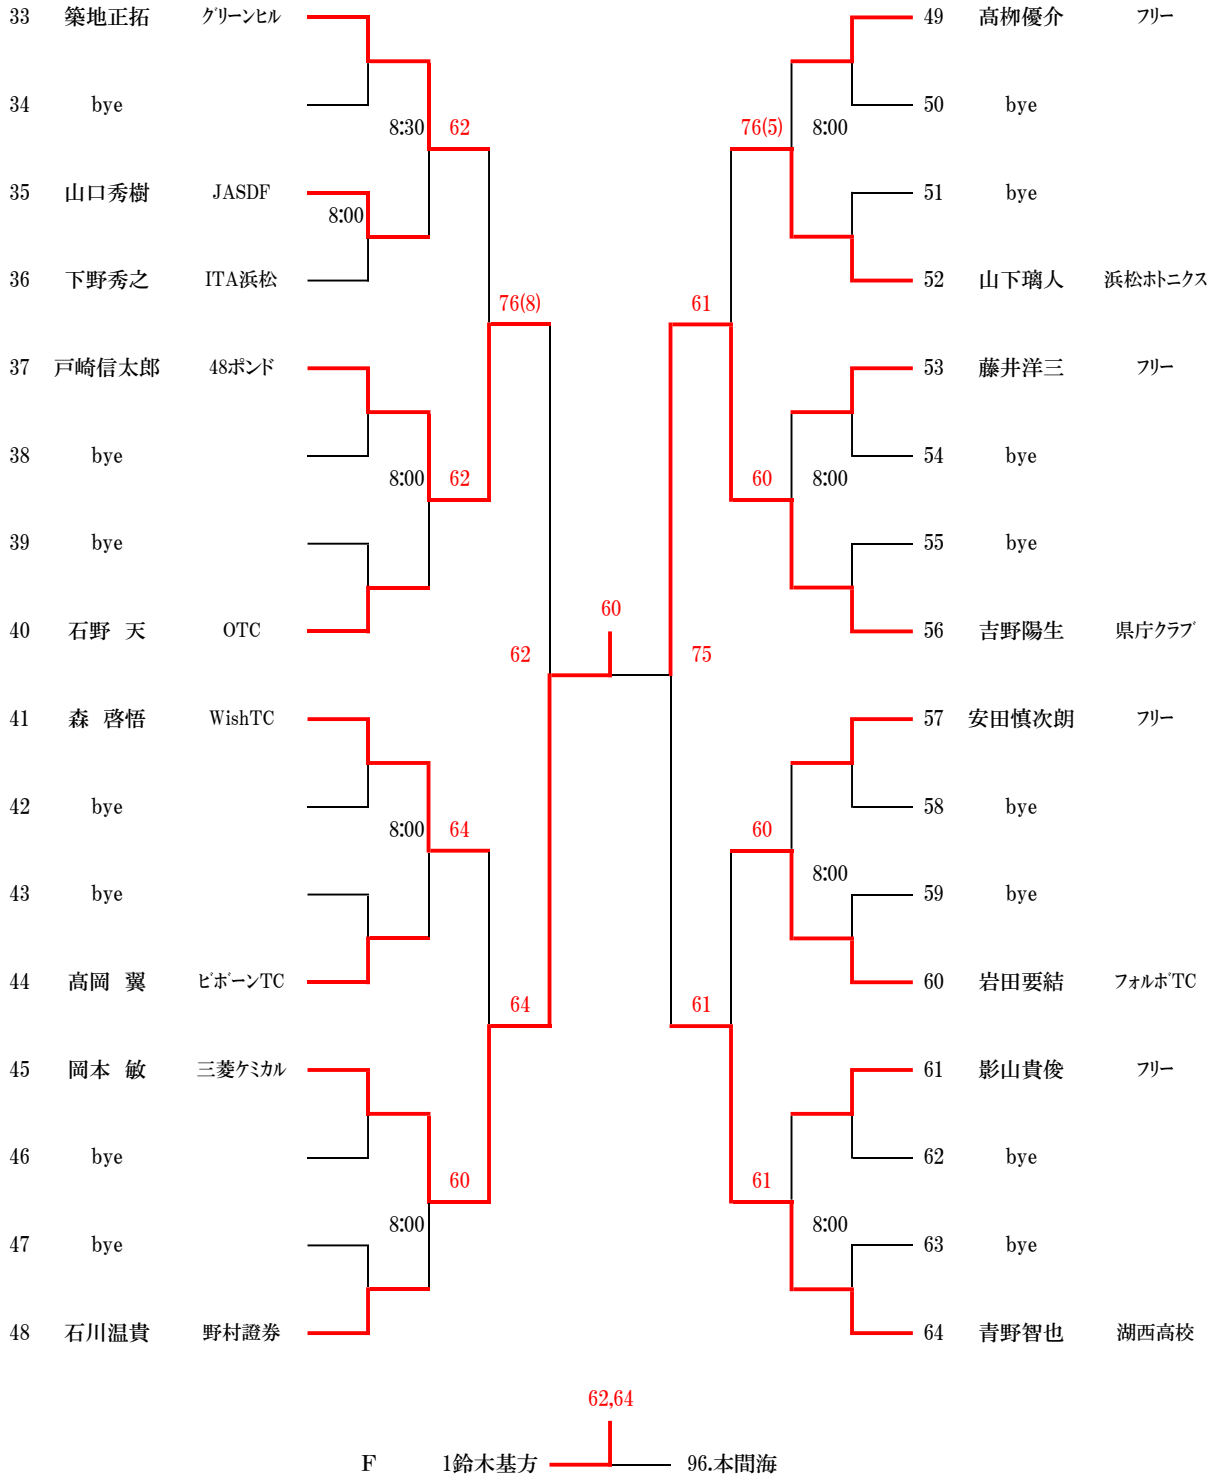 33 築地正拓 グリーンヒル 49 高栁優介 フリー
34 bye 50 bye
8:30 62 76(5) 8:00
35 山口秀樹 JASDF 51 bye
8:00
36 下野秀之 ITA浜松 52 山下璃人 浜松ホトニクス
76(8) 61
37 戸崎信太郎 48ポンド 53 藤井洋三 フリー
38 bye 54 bye
8:00 62 60 8:00
39 bye 55 bye
60
40 石野 天 OTC 56 吉野陽生 県庁クラブ
62 75
41 森 啓悟 WishTC 57 安田慎次朗 フリー
42 bye 58 bye
8:00 64 60
8:00
43 bye 59 bye
44 髙岡 翼 ビボーンTC 60 岩田要結 フォルボTC
64 61
45 岡本 敏 三菱ケミカル 61 影山貴俊 フリー
46 bye 62 bye
60 61
8:00 8:00
47 bye 63 bye
48 石川温貴 野村證券 64 青野智也 湖西高校
62,64
F 1鈴木基方 96.本間海